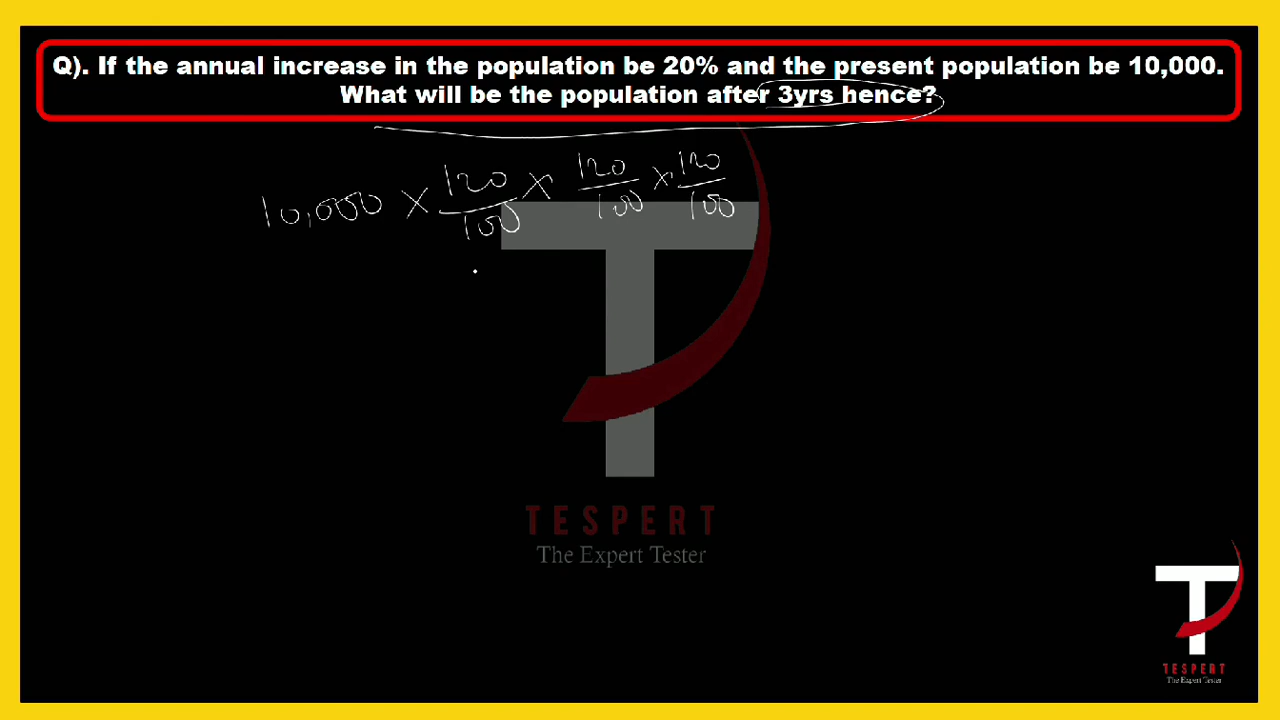 Q). If the annual increase in the population be 20% and the present population be 10,000.
What will be the population after 3yrs hence?
10,000 × 120/100 × 120/100 × 120/100
TESPERT
The Expert Tester
TESPERT
The Expert Tester